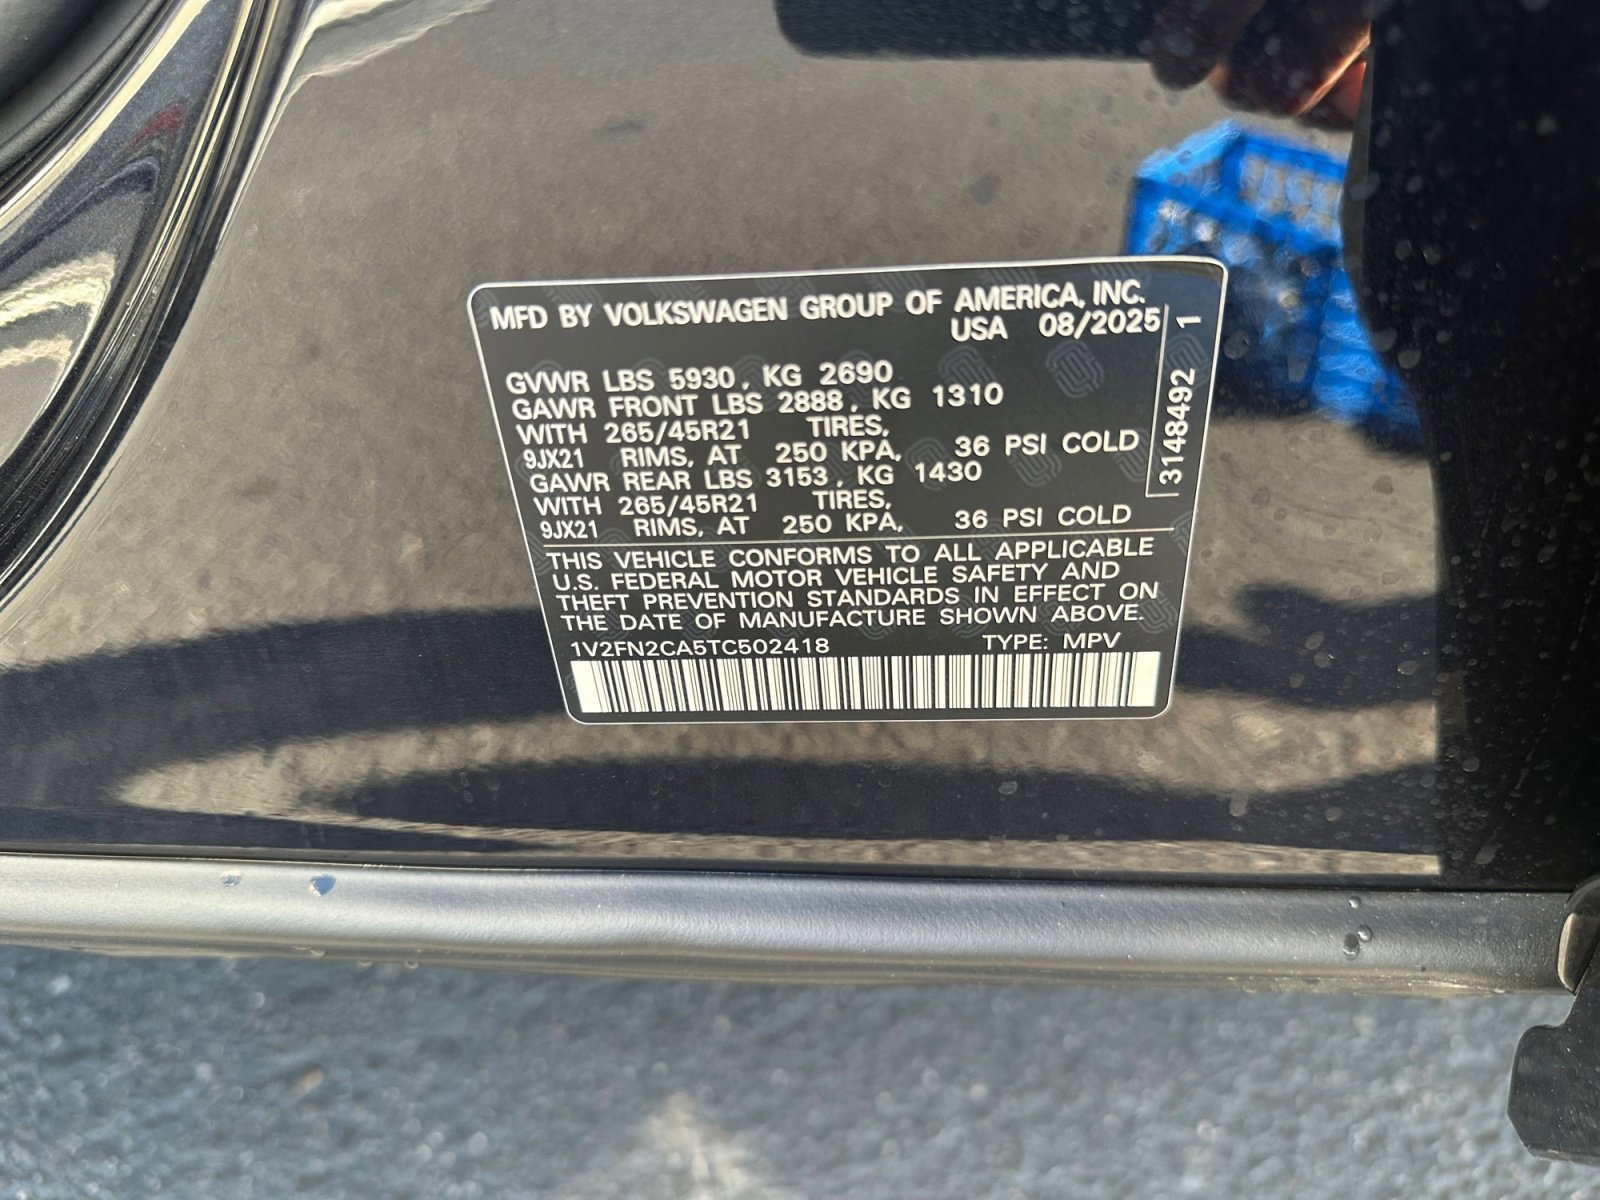 MFD BY VOLKSWAGEN GROUP OF AMERICA, INC.
USA 08/2025
GVWR LBS 5930, KG 2690
GAWR FRONT LBS 2888, KG 1310
WITH 265/45R21 TIRES,
9JX21 RIMS, AT 250 KPA, 36 PSI COLD
GAWR REAR LBS 3153, KG 1430
WITH 265/45R21 TIRES,
9JX21 RIMS, AT 250 KPA, 36 PSI COLD
3148492 1
THIS VEHICLE CONFORMS TO ALL APPLICABLE
U.S. FEDERAL MOTOR VEHICLE SAFETY AND
THEFT PREVENTION STANDARDS IN EFFECT ON
THE DATE OF MANUFACTURE SHOWN ABOVE.
1V2FN2CA5TC502418 TYPE: MPV